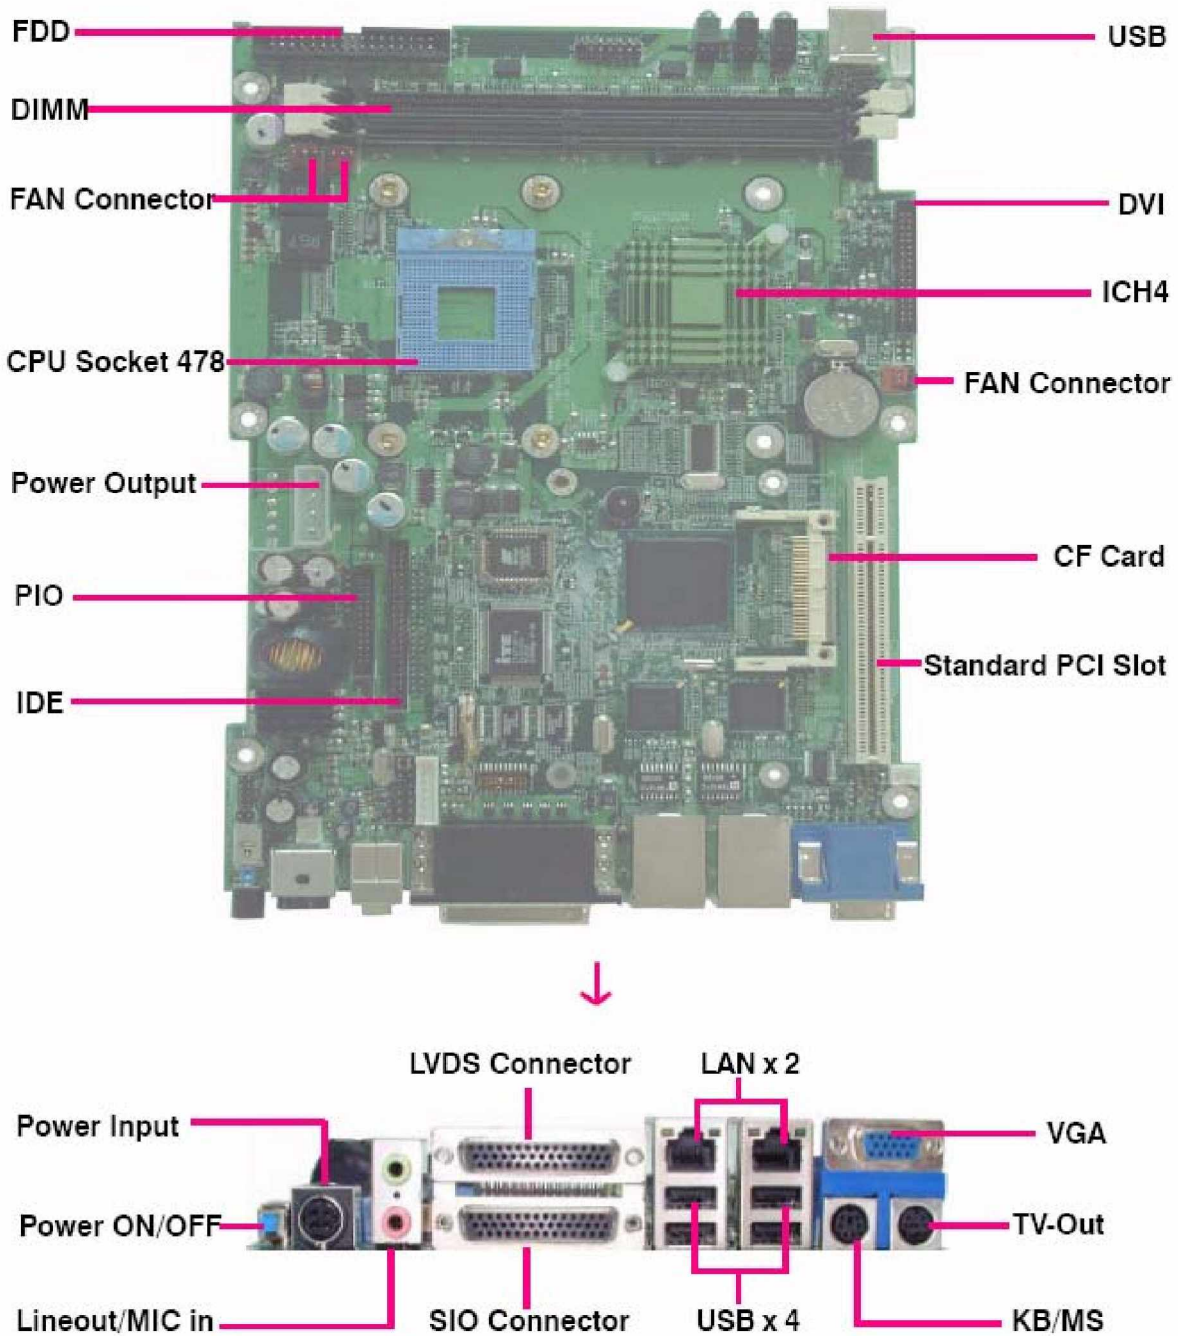 FDD
USB
DIMM
FAN Connector
DVI
ICH4
CPU Socket 478
FAN Connector
Power Output
CF Card
PIO
Standard PCI Slot
IDE
iTE
LVDS Connector
LAN x 2
Power Input
VGA
Power ON/OFF
TV-Out
Lineout/MIC in
SIO Connector
USB x 4
KB/MS